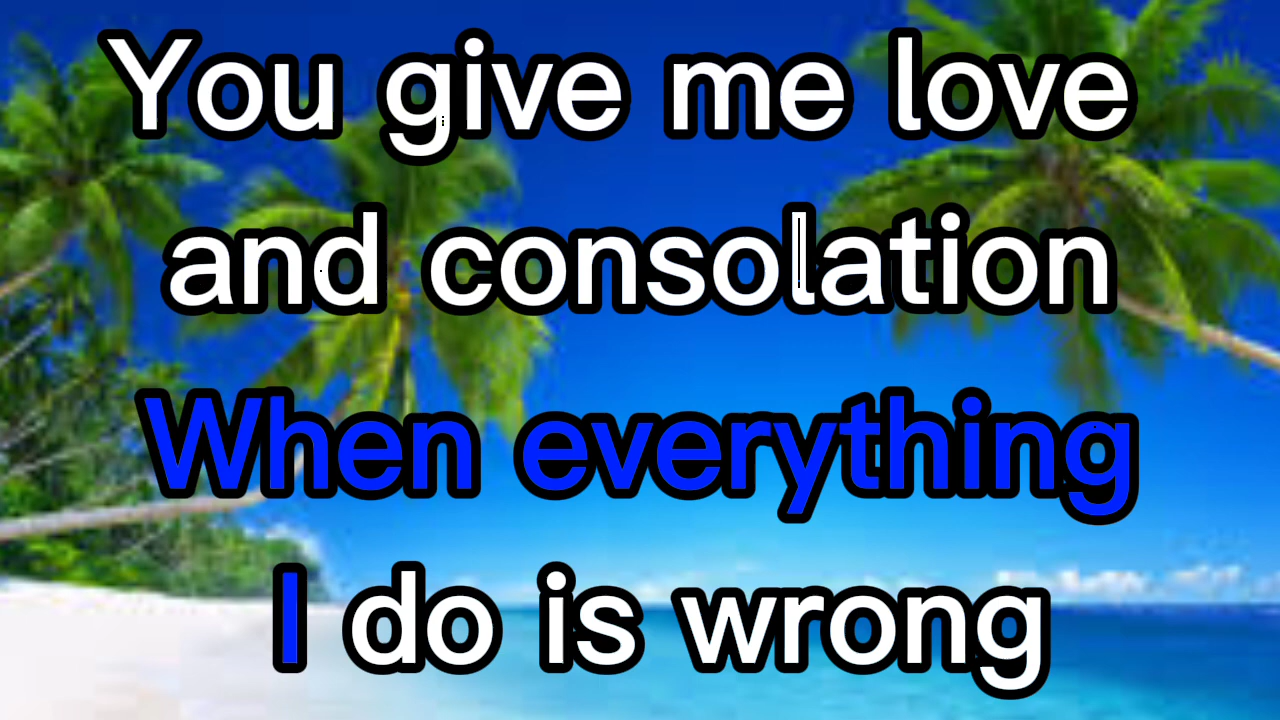 You give me love
and consolation
When everything
I do is wrong